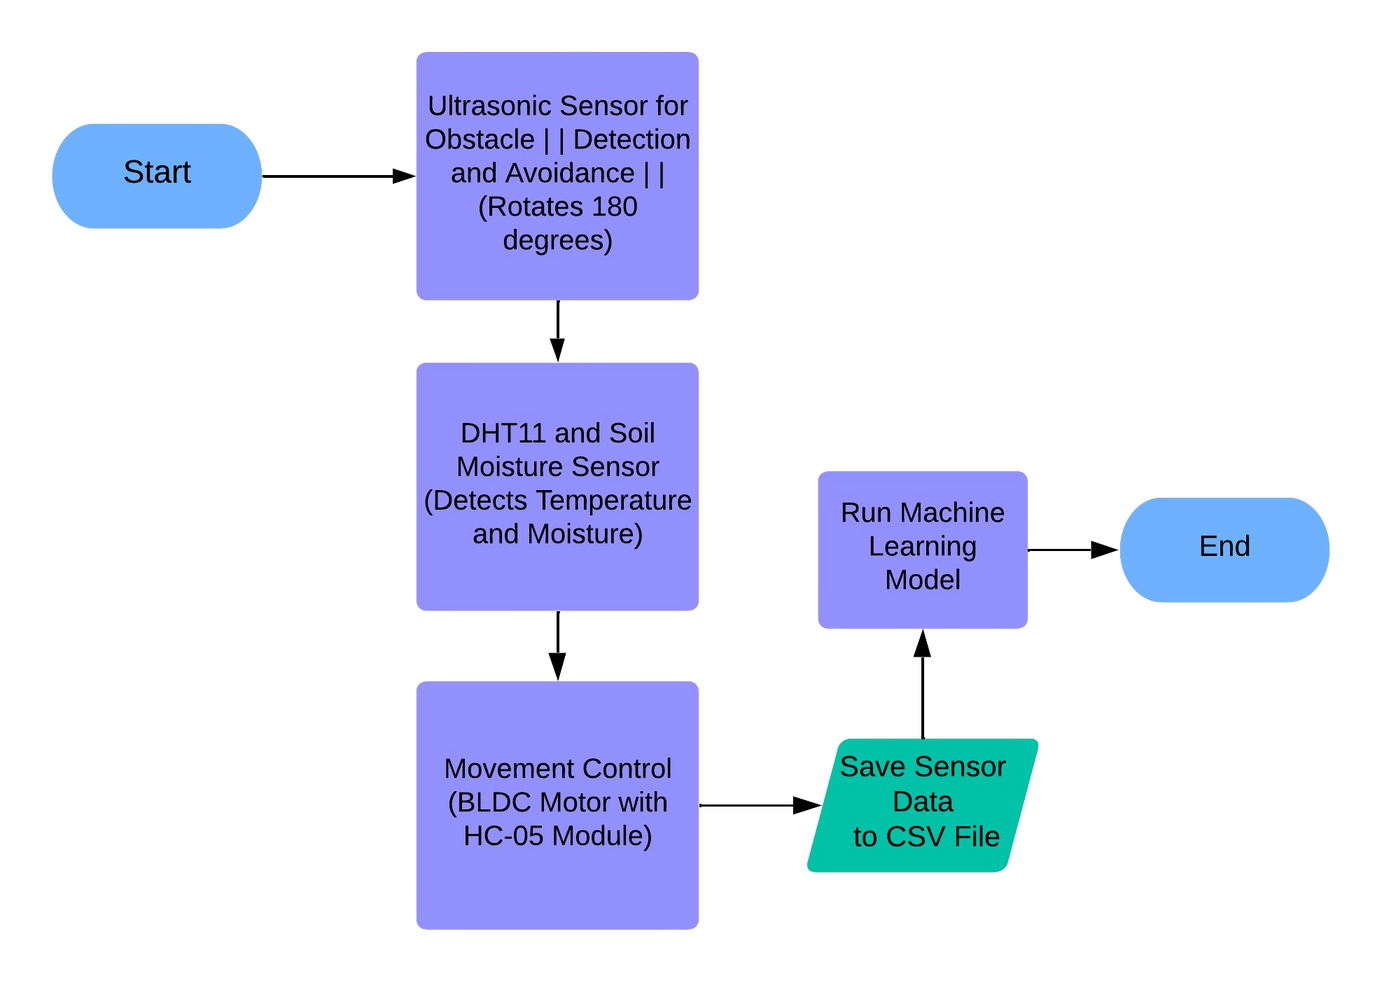 Start
Ultrasonic Sensor for
Obstacle | | Detection
and Avoidance | |
(Rotates 180
degrees)
DHT11 and Soil
Moisture Sensor
(Detects Temperature
and Moisture)
Movement Control
(BLDC Motor with
HC-05 Module)
Save Sensor
Data
to CSV File
Run Machine
Learning
Model
End